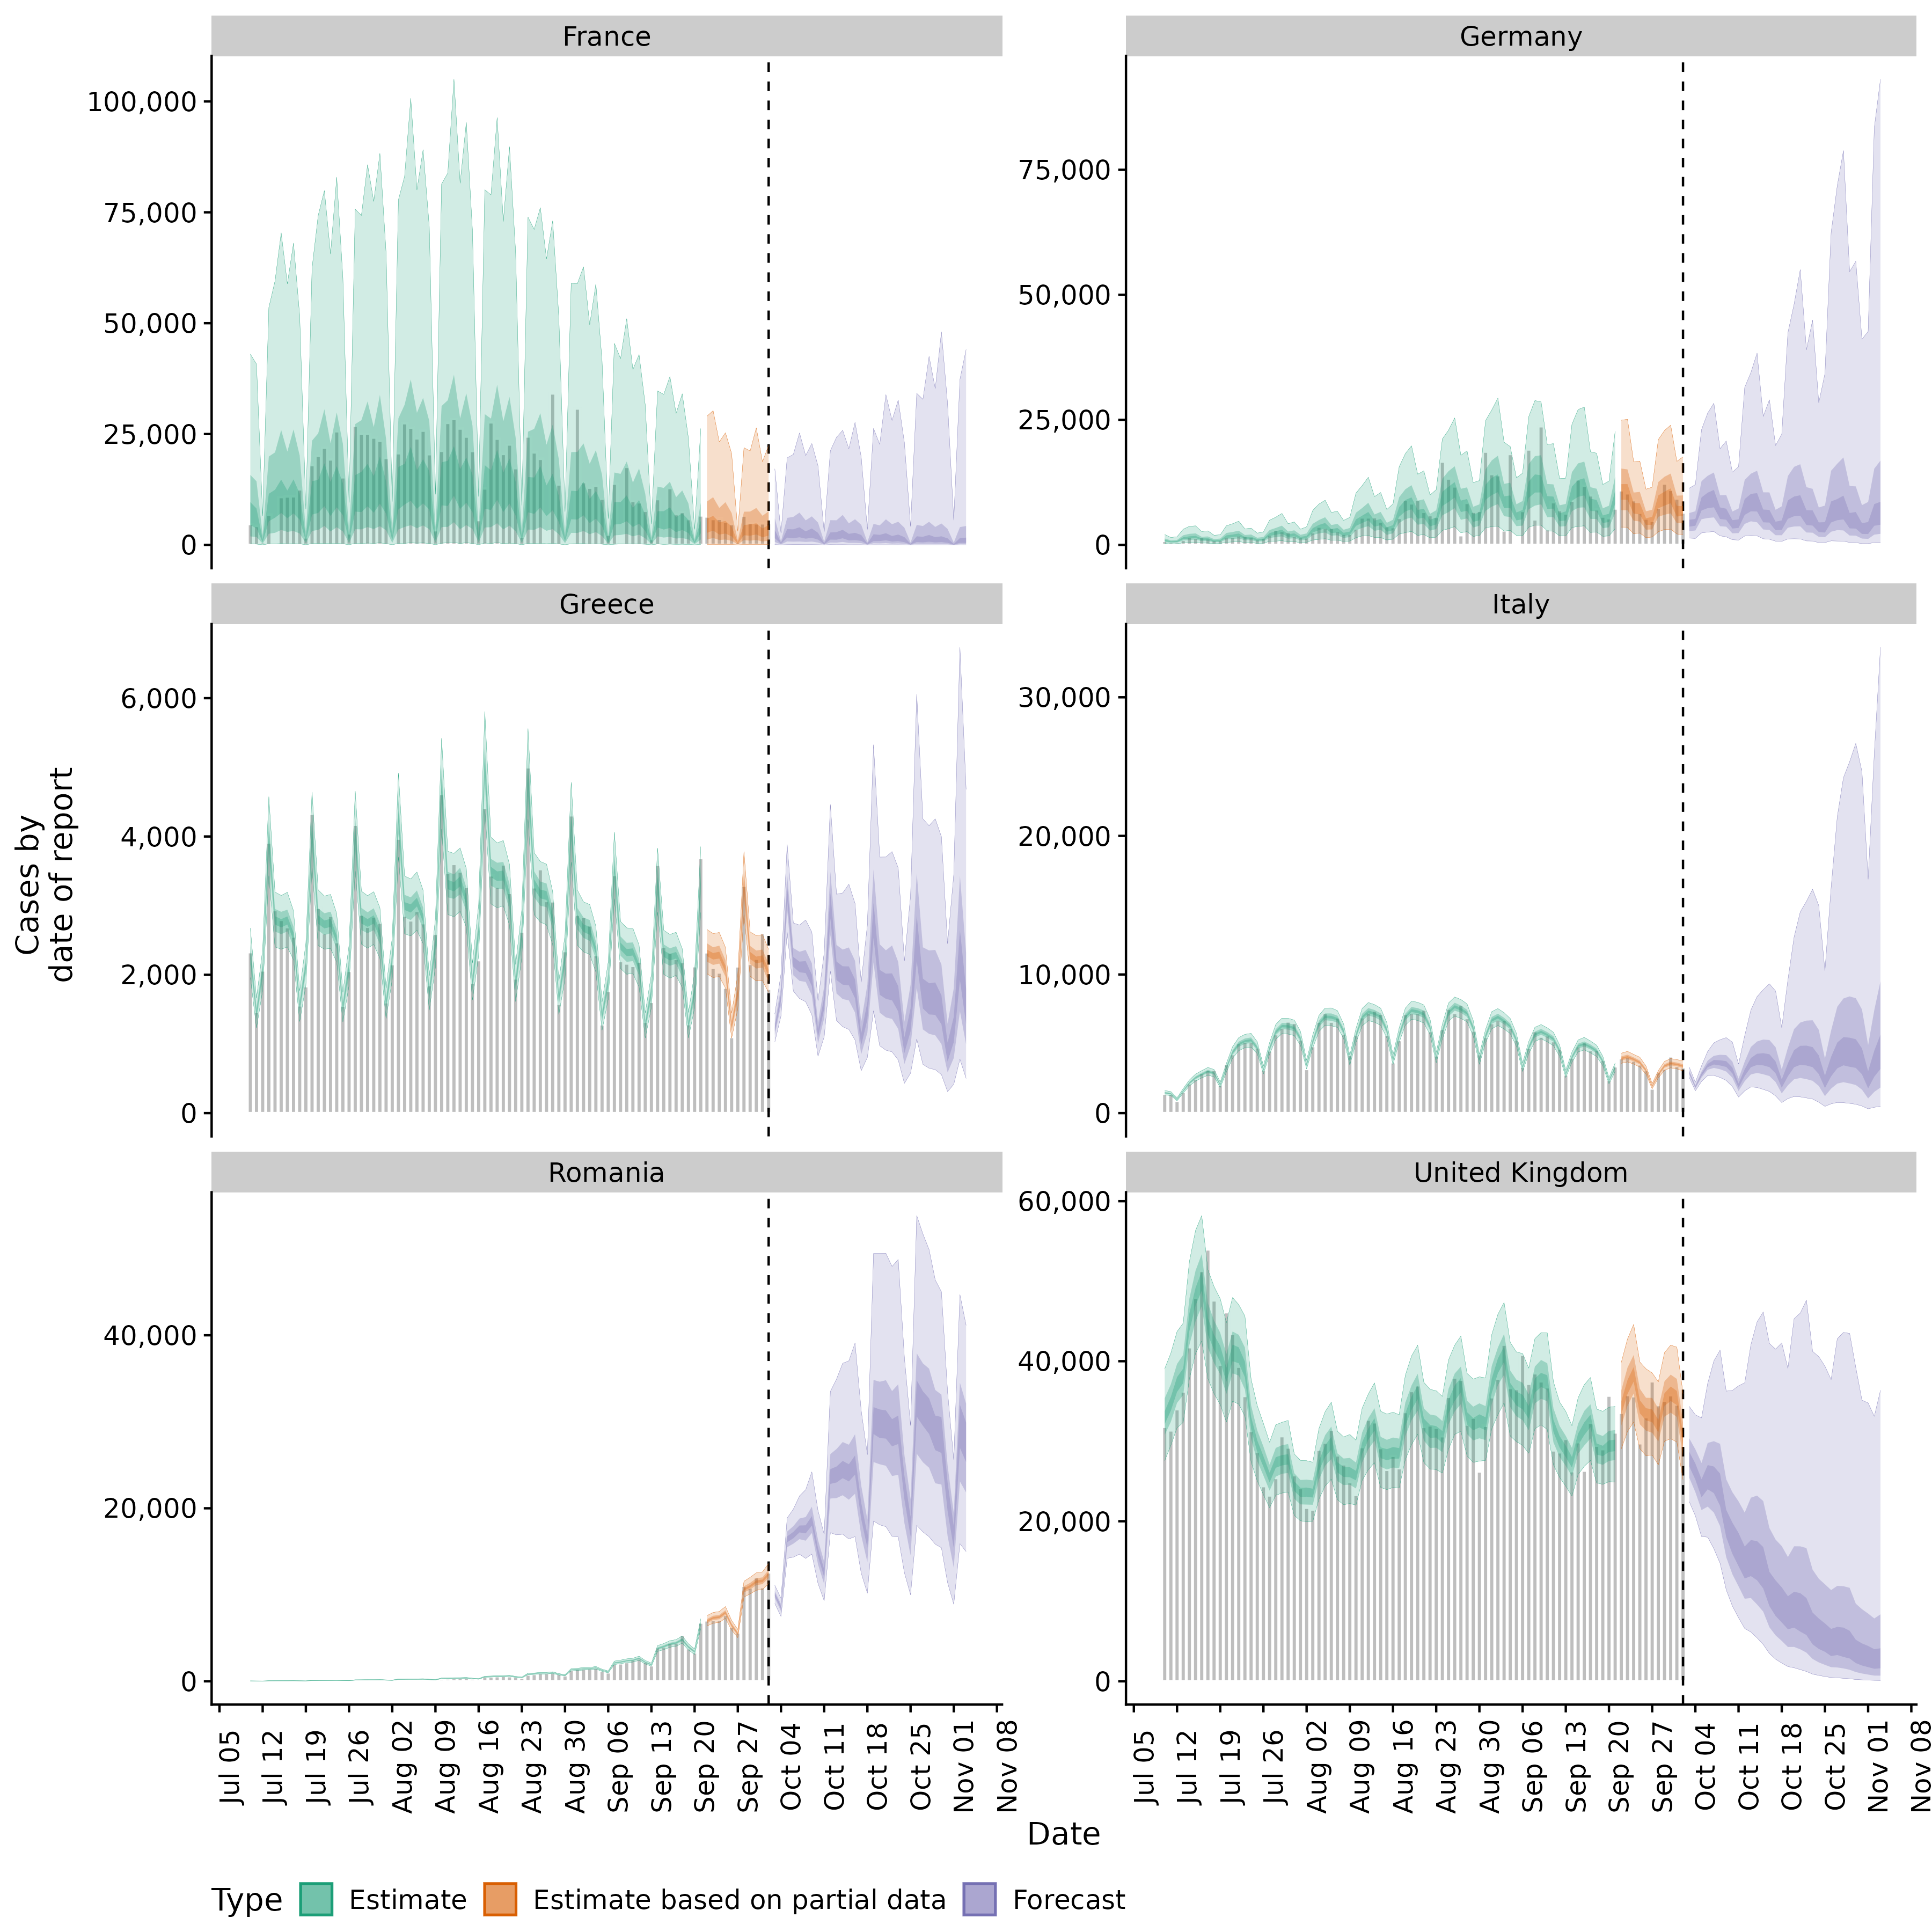 France
Germany
100,000
75,000
50,000
25,000
0
75,000
50,000
25,000
0
Greece
Italy
6,000
4,000
2,000
0
30,000
20,000
10,000
0
Cases by
date of report
Romania
United Kingdom
40,000
20,000
0
60,000
40,000
20,000
0
Jul 05
Jul 12
Jul 19
Jul 26
Aug 02
Aug 09
Aug 16
Aug 23
Aug 30
Sep 06
Sep 13
Sep 20
Sep 27
Oct 04
Oct 11
Oct 18
Oct 25
Nov 01
Nov 08
Jul 05
Jul 12
Jul 19
Jul 26
Aug 02
Aug 09
Aug 16
Aug 23
Aug 30
Sep 06
Sep 13
Sep 20
Sep 27
Oct 04
Oct 11
Oct 18
Oct 25
Nov 01
Nov 08
Date
Type Estimate Estimate based on partial data Forecast